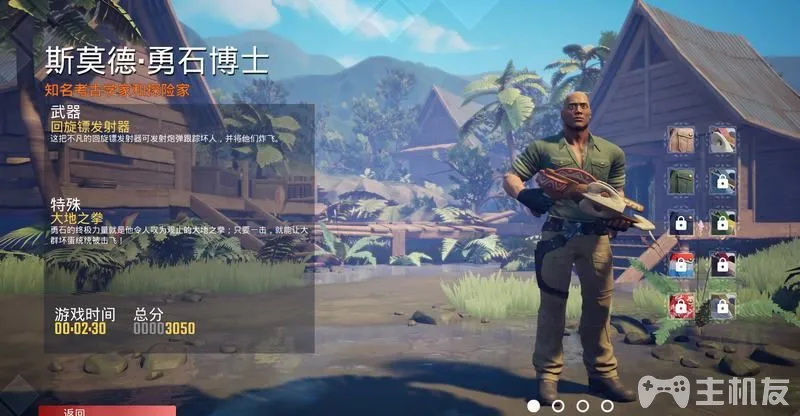 斯莫德·勇石博士
知名考古学家和探险家
武器
回旋镖发射器
这把不凡的回旋镖发射器可发射炮弹跟踪坏人，并将他们炸飞。
特殊
大地之拳
勇石的终极力量就是他令人叹为观止的大地之拳；只要一击，就能让大
群坏蛋统统被击飞！
游戏时间 总分
00:02:30 00003050
返回
主机友